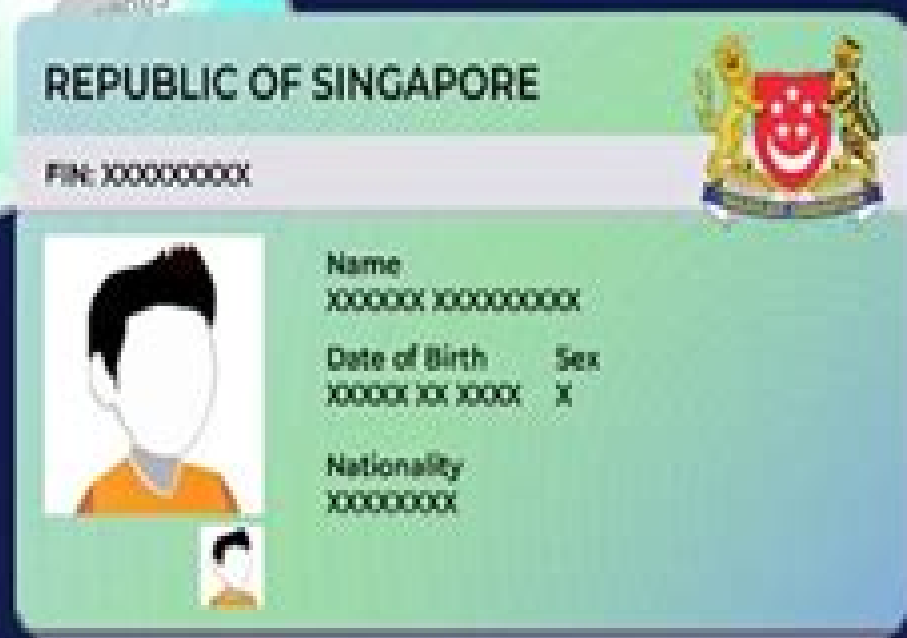 REPUBLIC OF SINGAPORE
FIN: XXXXXXXXX
Name
XXXXXX XXXXXXXXX
Date of Birth Sex
XXXXX XX XXXX X
Nationality
XXXXXXXX